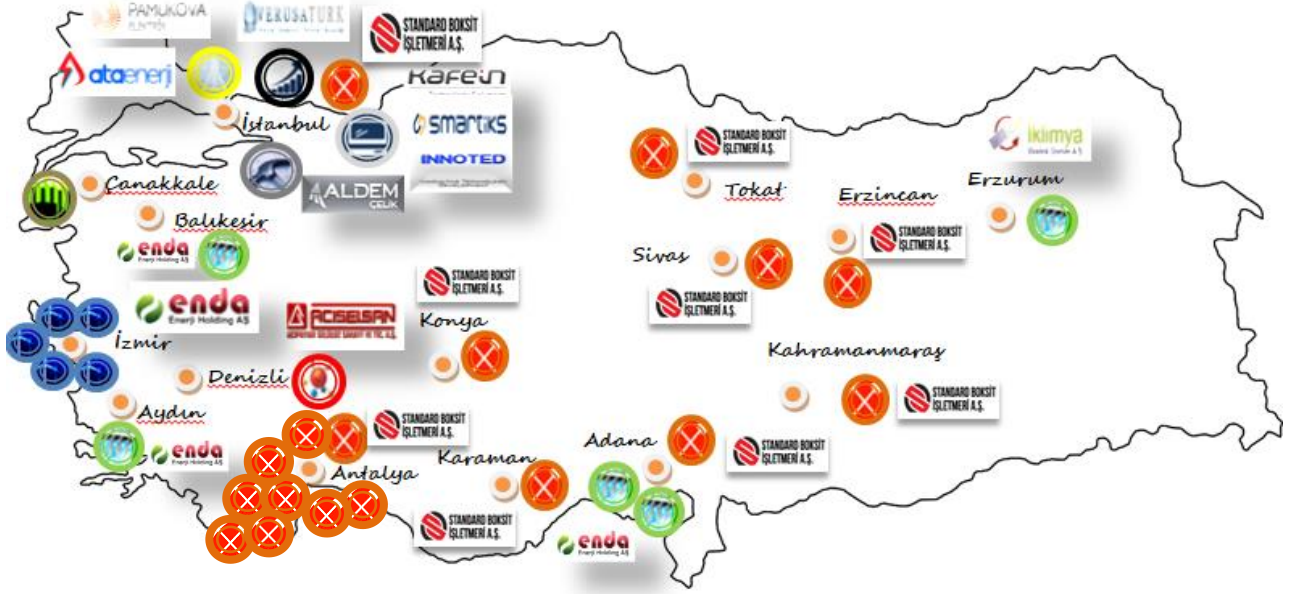 PAMUKOVA
ELEKTRİK
VERUSATURK
STANDARD BOKSİT
İŞLETMERİ A.Ş.
ataenerji
Kafein
smartiks
INNOTED
İstanbul
ALDEM
ÇELİK
Çanakkale
Balıkesir
enda
Enerji Holding AŞ
STANDARD BOKSİT
İŞLETMERİ A.Ş.
Tokat
iklimya
Erzurum
Erzincan
STANDARD BOKSİT
İŞLETMERİ A.Ş.
Sivas
STANDARD BOKSİT
İŞLETMERİ A.Ş.
STANDARD BOKSİT
İŞLETMERİ A.Ş.
enda
Enerji Holding AŞ
ACISELSAN
Konya
İzmir
Denizli
Kahramanmaraş
STANDARD BOKSİT
İŞLETMERİ A.Ş.
Aydın
enda
Enerji Holding AŞ
STANDARD BOKSİT
İŞLETMERİ A.Ş.
Antalya
Karaman
STANDARD BOKSİT
İŞLETMERİ A.Ş.
Adana
STANDARD BOKSİT
İŞLETMERİ A.Ş.
enda
Enerji Holding AŞ